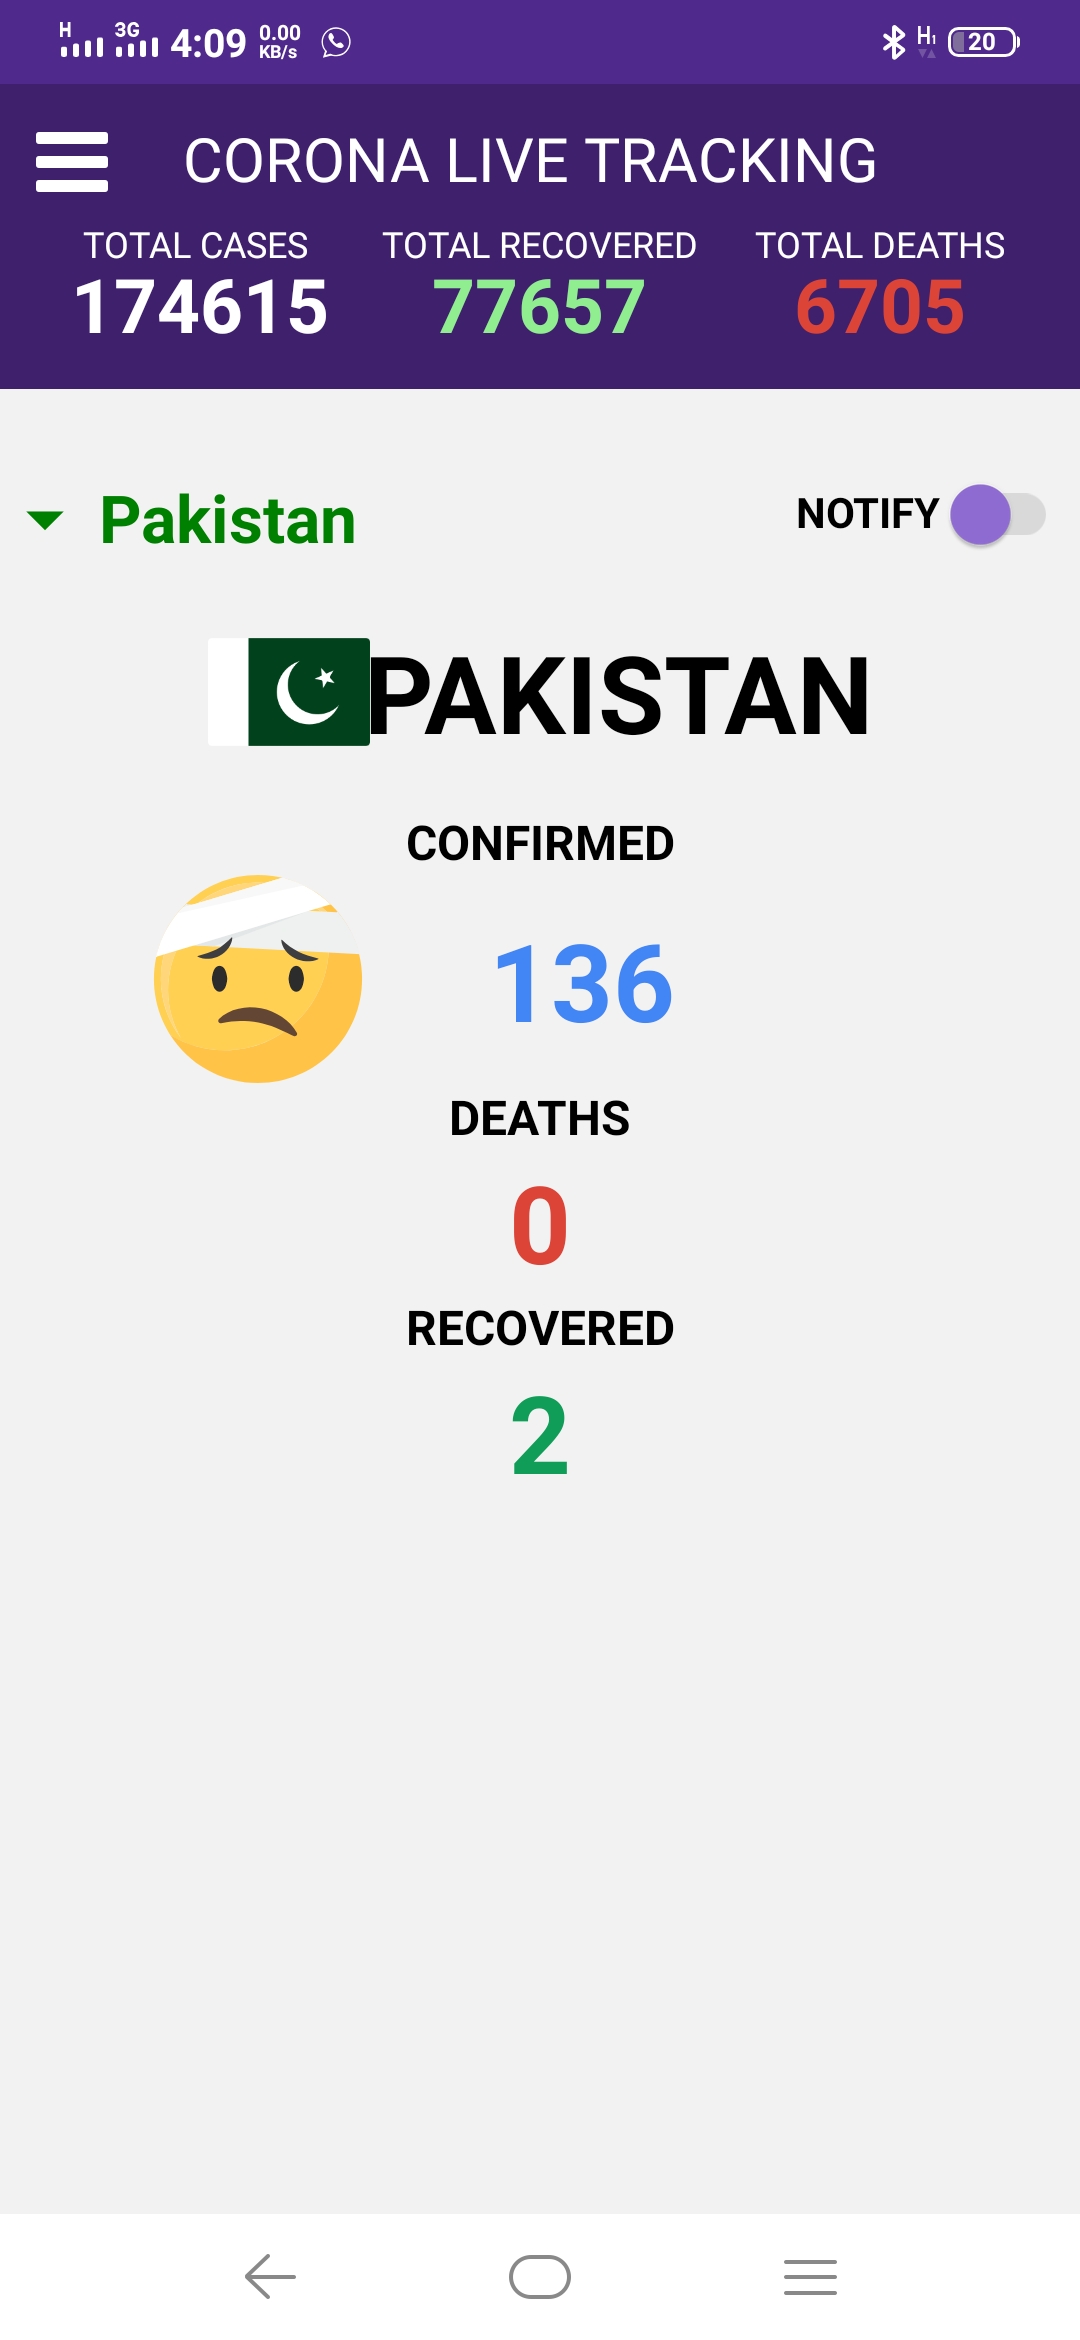 H 3G 4:09 0.00 KB/s H1 20
CORONA LIVE TRACKING
TOTAL CASES TOTAL RECOVERED TOTAL DEATHS
174615 77657 6705
Pakistan NOTIFY
PAKISTAN
CONFIRMED
136
DEATHS
0
RECOVERED
2